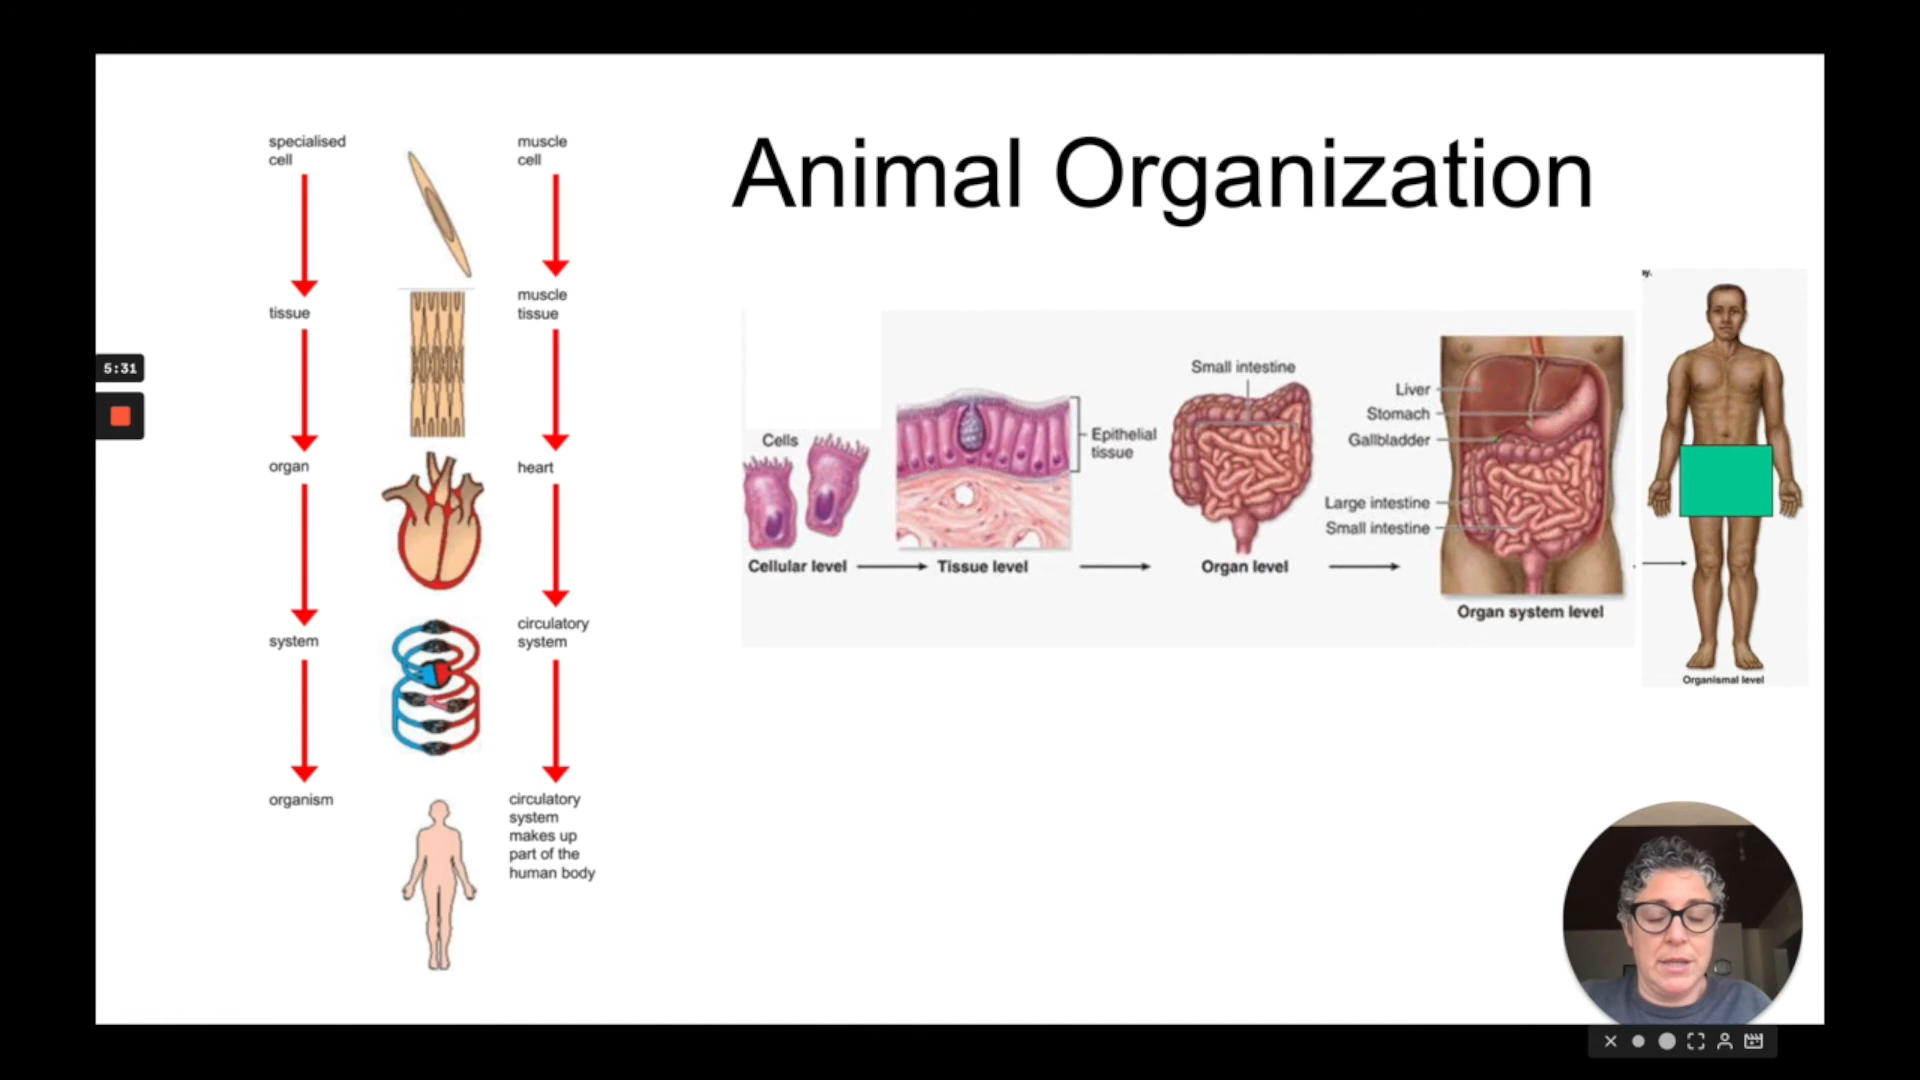 Animal Organization
specialised
cell
muscle
cell
tissue
muscle
tissue
organ
heart
system
circulatory
system
organism
circulatory
system
makes up
part of the
human body
5:31
Cells
Cellular level
Epithelial
tissue
Tissue level
Small intestine
Organ level
Liver
Stomach
Gallbladder
Large intestine
Small intestine
Organ system level
Organismal level